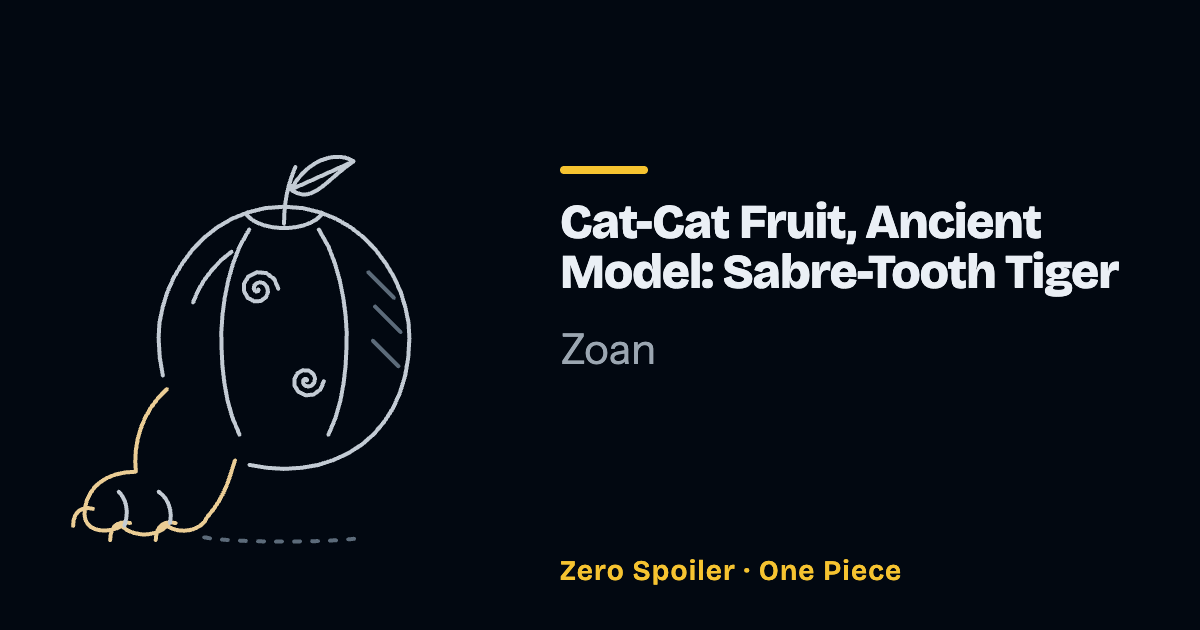 Cat-Cat Fruit, Ancient
Model: Sabre-Tooth Tiger
Zoan
Zero Spoiler · One Piece